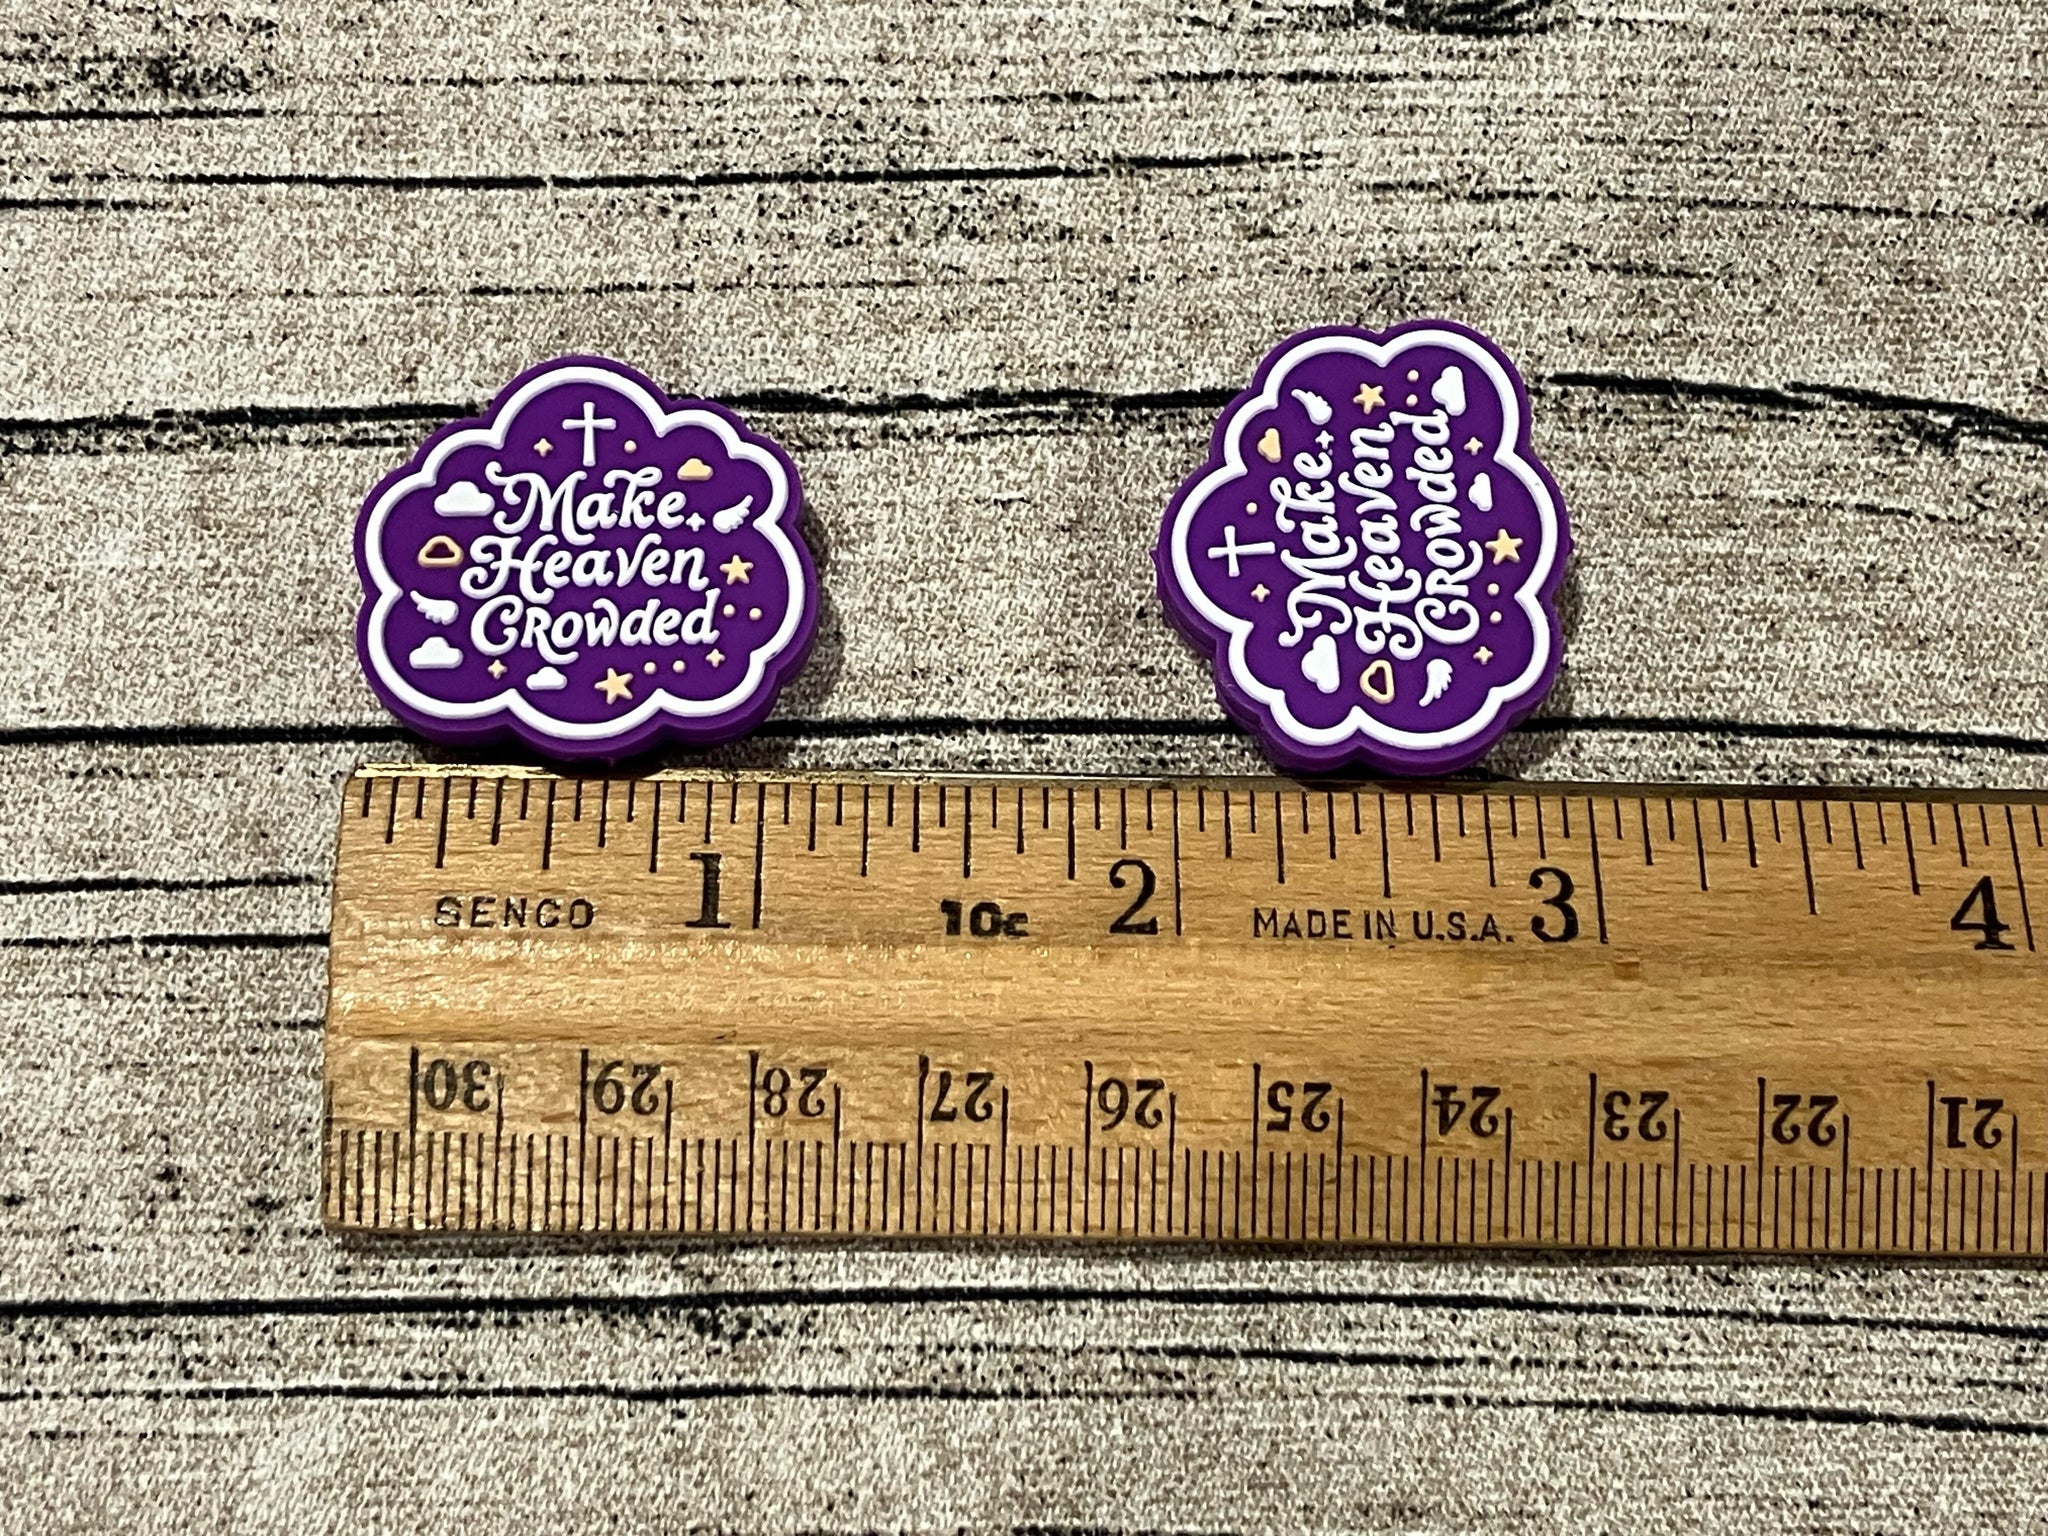 Make
Heaven
Crowded
Make
Heaven
Crowded
1 2 3 4
SENCO 10c MADE IN U.S.A.
30 29 28 27 26 25 24 23 22 21